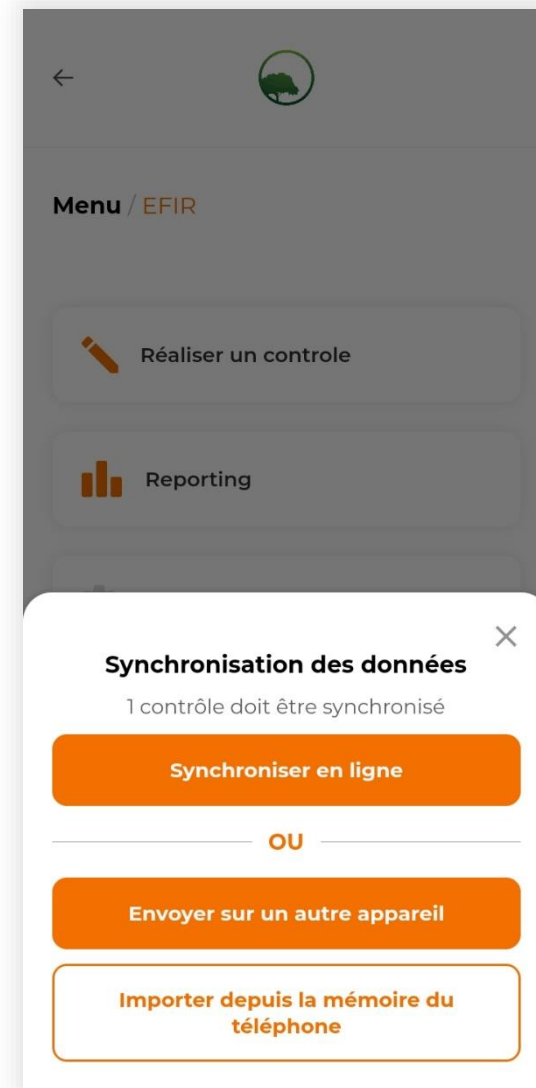 Menu / EFIR
Réaliser un controle
Reporting
Synchronisation des données
1 contrôle doit être synchronisé
Synchroniser en ligne
OU
Envoyer sur un autre appareil
Importer depuis la mémoire du
téléphone